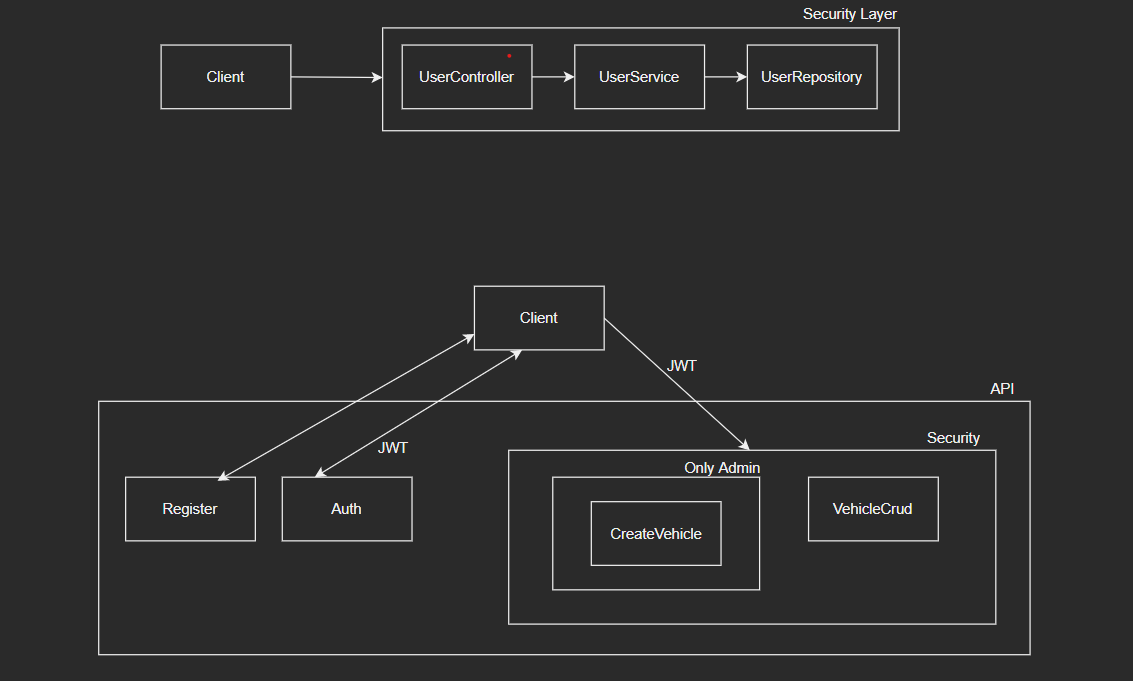 Security Layer
Client
UserController
UserService
UserRepository
Client
JWT
API
JWT
Security
Only Admin
Register
Auth
CreateVehicle
VehicleCrud